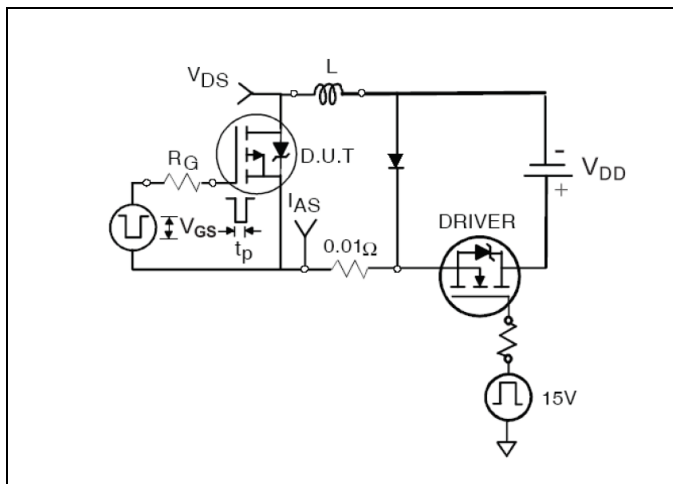 L
VDS
RG
D.U.T
-
VDD
+
IAS
DRIVER
VGS
tp
0.01Ω
15V